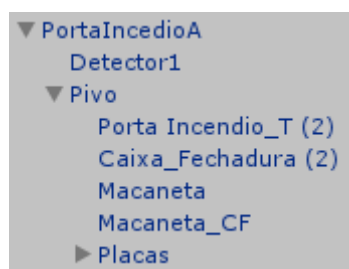 PortaIncedioA
Detector1
Pivo
Porta Incendio_T (2)
Caixa_Fechadura (2)
Macaneta
Macaneta_CF
Placas